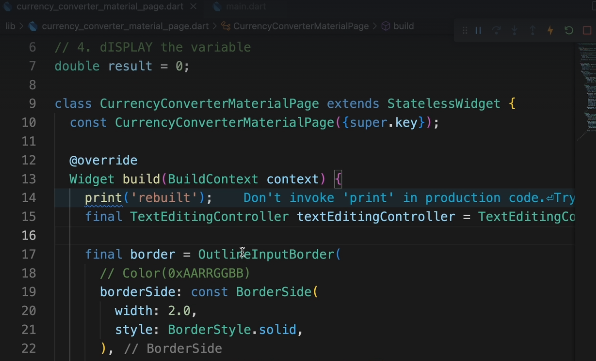 currency_converter_material_page.dart × main.dart
lib > currency_converter_material_page.dart > CurrencyConverterMaterialPage > build
6 // 4. dISPLAY the variable
7 double result = 0;
8
9 class CurrencyConverterMaterialPage extends StatelessWidget {
10 const CurrencyConverterMaterialPage({super.key});
11
12 @override
13 Widget build(BuildContext context) {
14 print('rebuilt'); Don't invoke 'print' in production code.⏎Try
15 final TextEditingController textEditingController = TextEditingCo
16
17 final border = OutlineInputBorder(
18 // Color(0xAARRGGBB)
19 borderSide: const BorderSide(
20 width: 2.0,
21 style: BorderStyle.solid,
22 ), // BorderSide